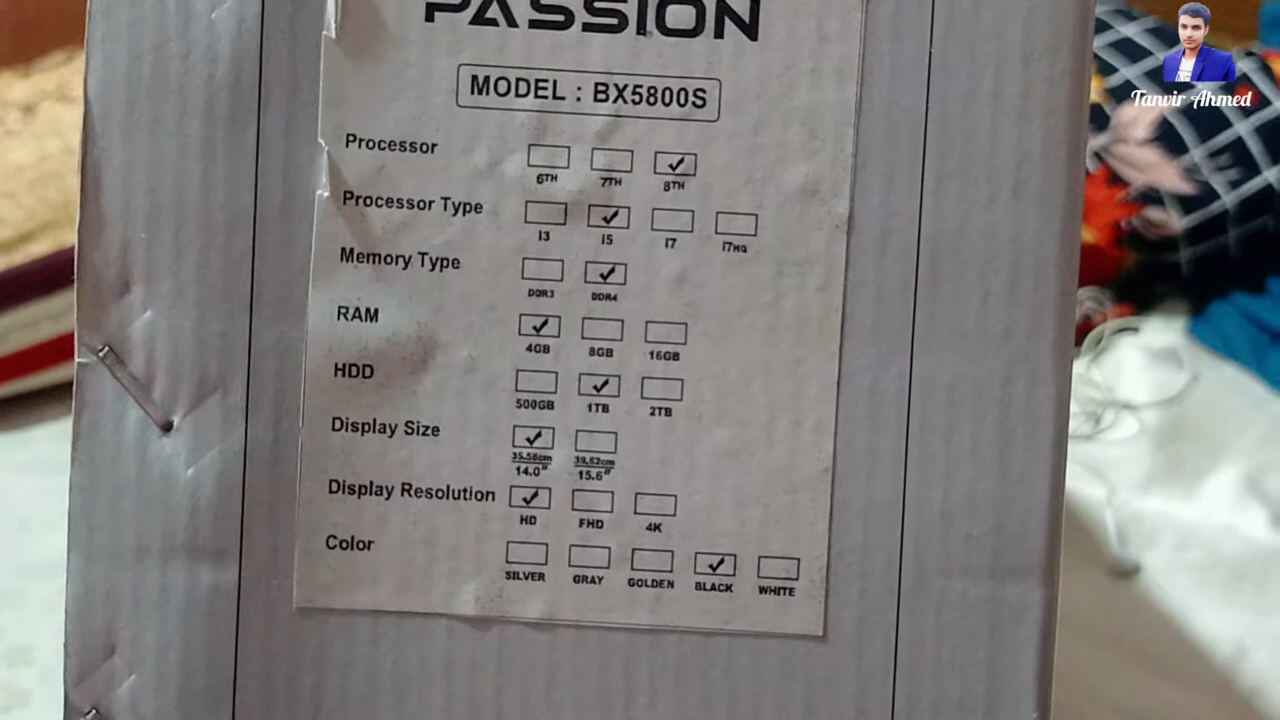 PASSION
MODEL : BX5800S
Tanvir Ahmed
Processor
6TH 7TH 8TH
Processor Type
I3 I5 I7 I7HQ
Memory Type
DDR3 DDR4
RAM
4GB 8GB 16GB
HDD
500GB 1TB 2TB
Display Size
35.56cm 39.62cm
14.0" 15.6"
Display Resolution
HD FHD 4K
Color
SILVER GRAY GOLDEN BLACK WHITE